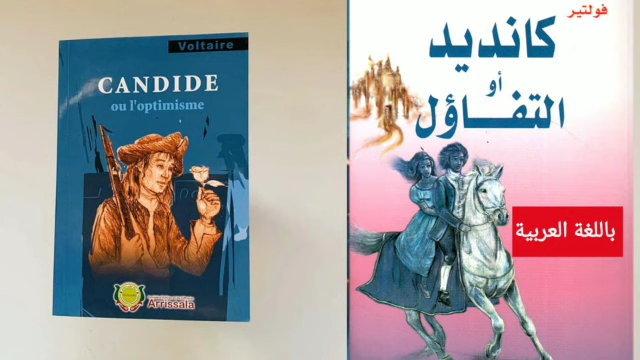 Voltaire
CANDIDE
ou l'optimisme
Arrissala
فولتير
كانديد
أو
التفاؤل
باللغة العربية